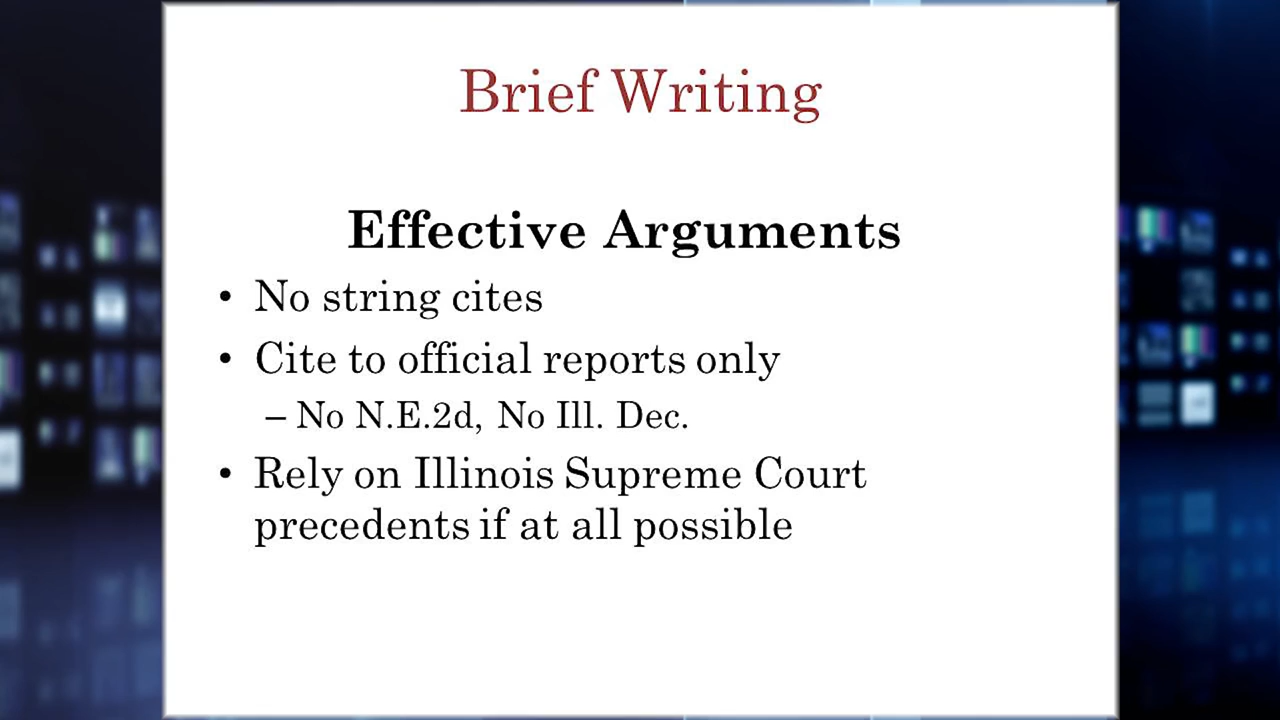 Brief Writing
Effective Arguments
• No string cites
• Cite to official reports only
– No N.E.2d, No Ill. Dec.
• Rely on Illinois Supreme Court
precedents if at all possible